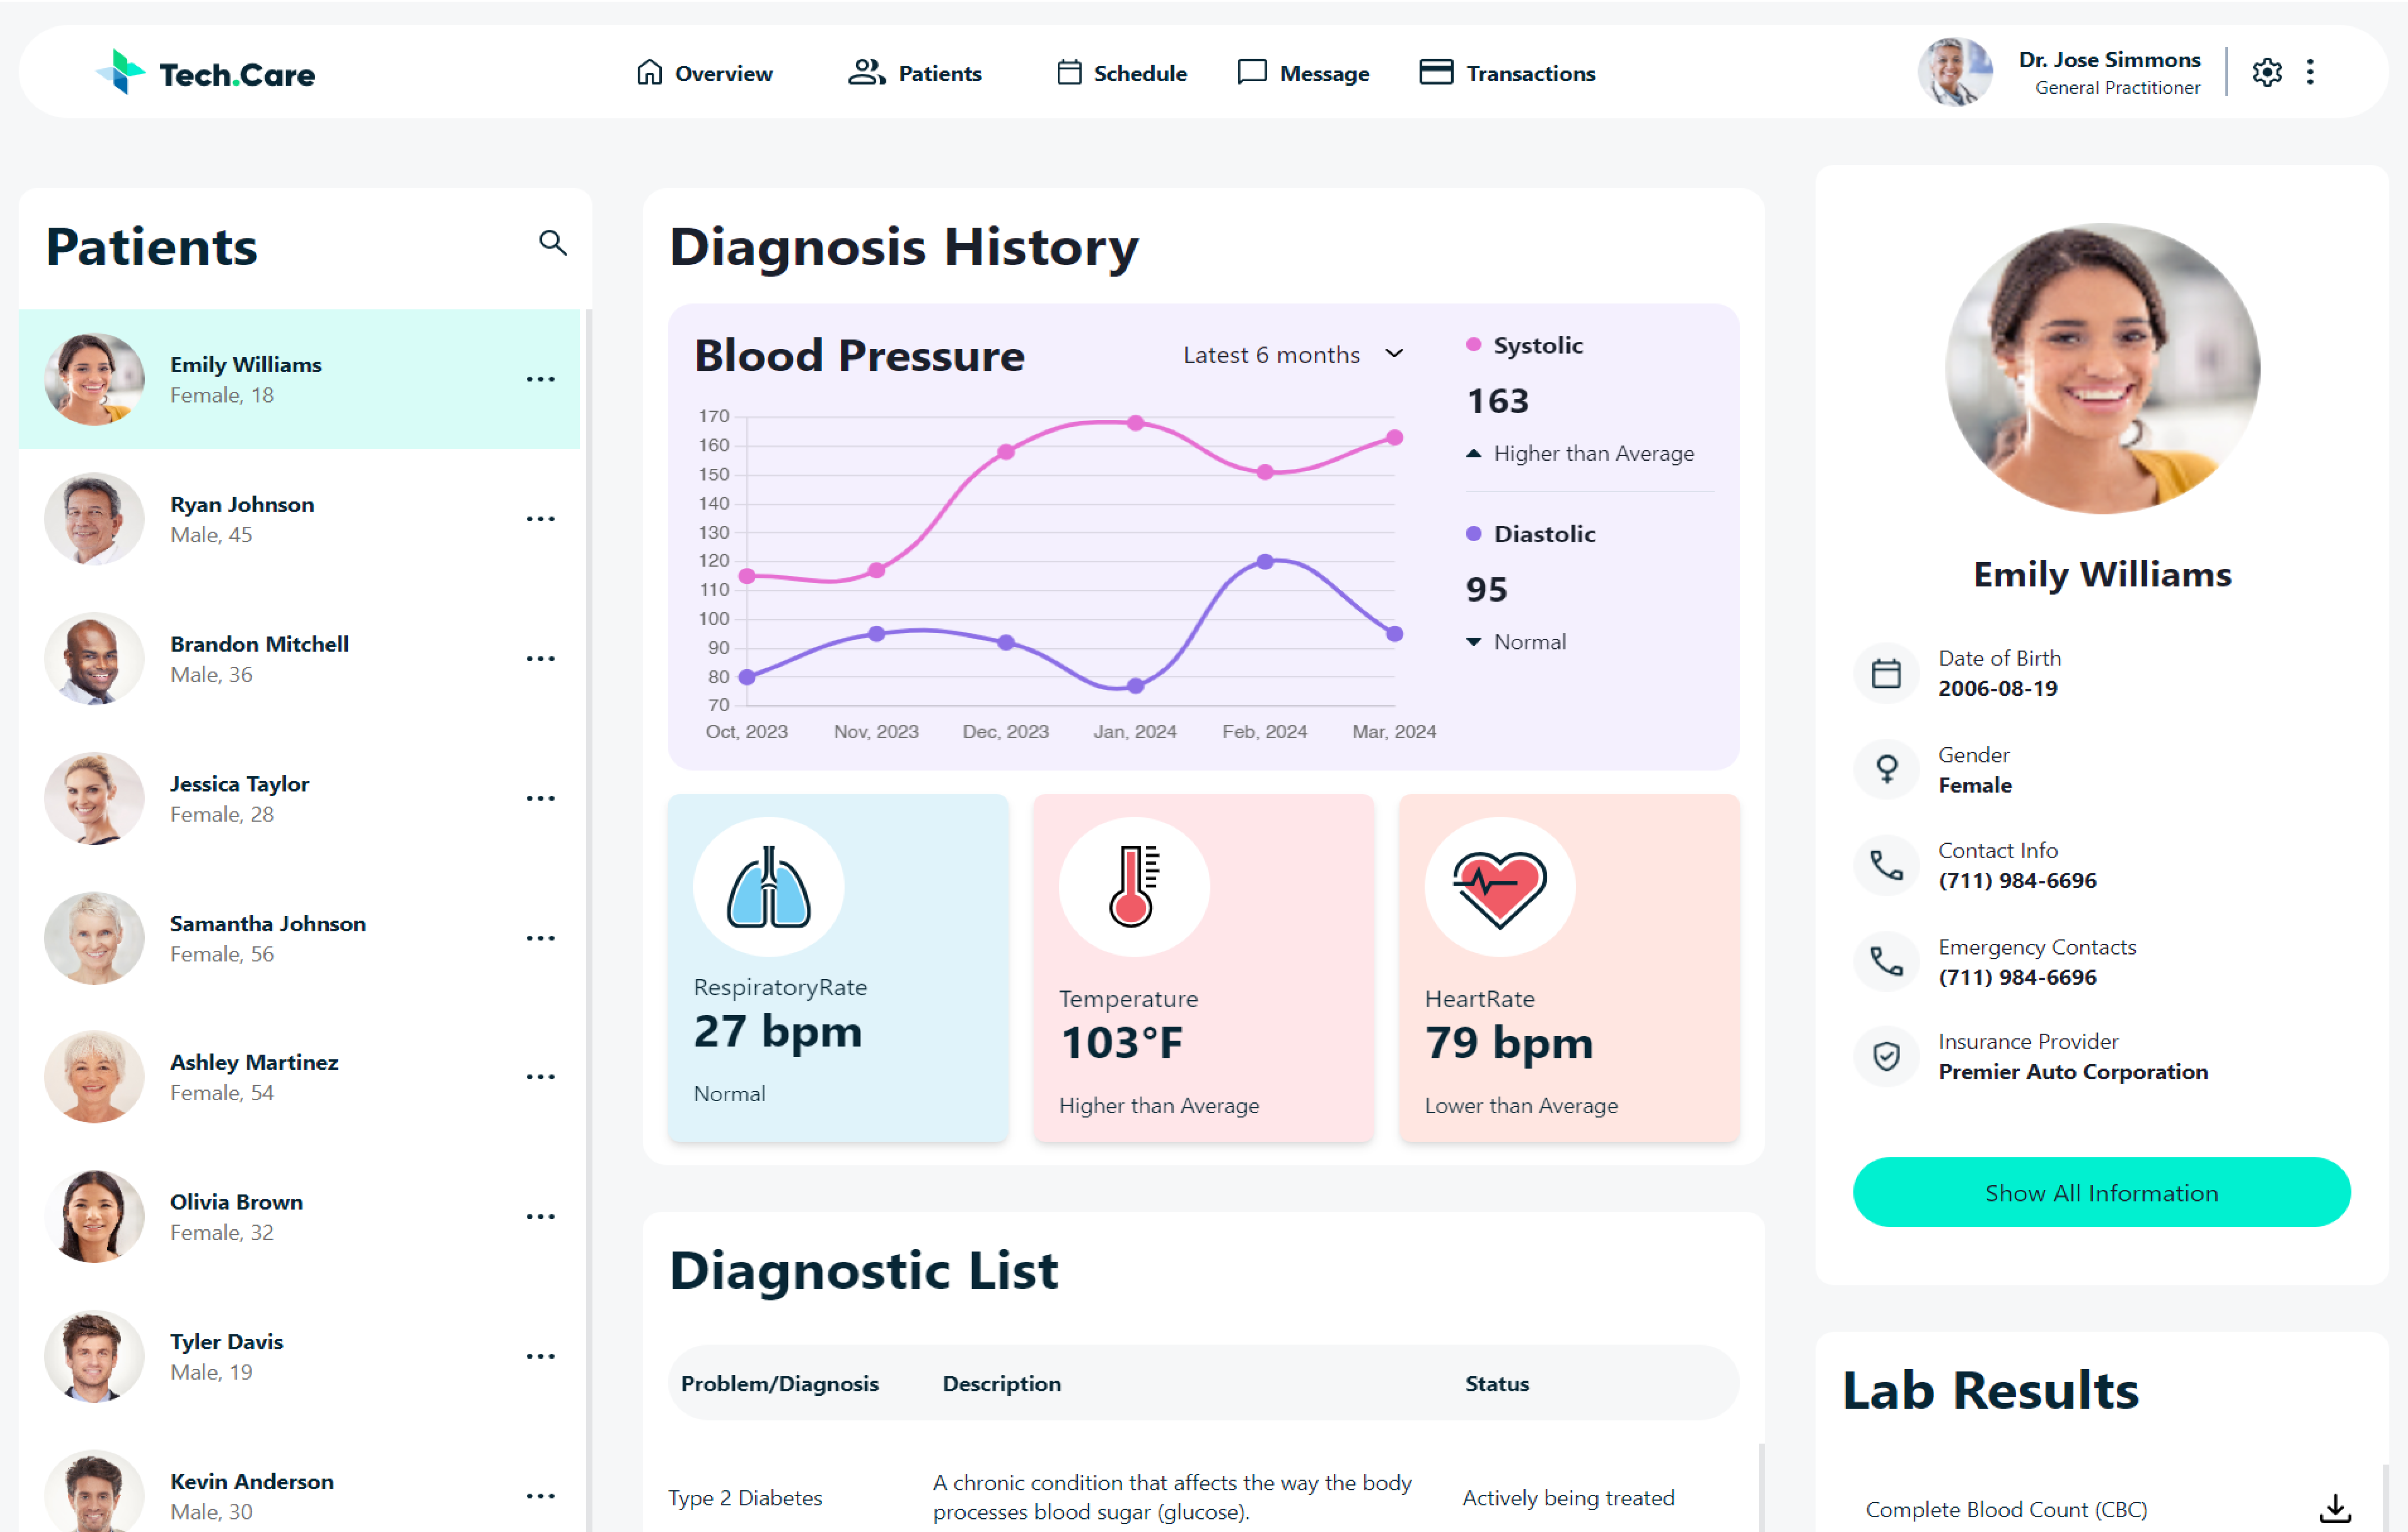 Tech.Care
Overview
Patients
Schedule
Message
Transactions
Dr. Jose Simmons
General Practitioner
Patients
Emily Williams
Female, 18
Ryan Johnson
Male, 45
Brandon Mitchell
Male, 36
Jessica Taylor
Female, 28
Samantha Johnson
Female, 56
Ashley Martinez
Female, 54
Olivia Brown
Female, 32
Tyler Davis
Male, 19
Kevin Anderson
Male, 30
Diagnosis History
Blood Pressure
Latest 6 months
170
160
150
140
130
120
110
100
90
80
70
Oct, 2023
Nov, 2023
Dec, 2023
Jan, 2024
Feb, 2024
Mar, 2024
Systolic
163
Higher than Average
Diastolic
95
Normal
RespiratoryRate
27 bpm
Normal
Temperature
103°F
Higher than Average
HeartRate
79 bpm
Lower than Average
Diagnostic List
Problem/Diagnosis
Description
Status
Type 2 Diabetes
A chronic condition that affects the way the body
processes blood sugar (glucose).
Actively being treated
Emily Williams
Date of Birth
2006-08-19
Gender
Female
Contact Info
(711) 984-6696
Emergency Contacts
(711) 984-6696
Insurance Provider
Premier Auto Corporation
Show All Information
Lab Results
Complete Blood Count (CBC)